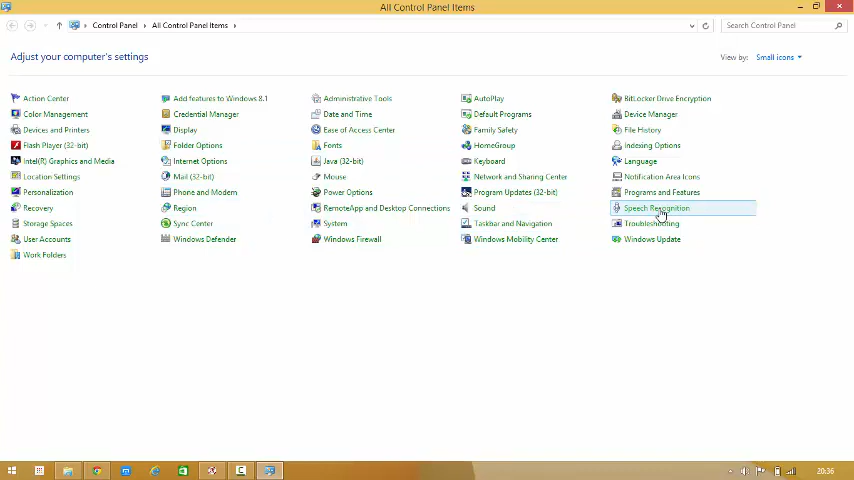 All Control Panel Items
Control Panel All Control Panel Items Search Control Panel
Adjust your computer's settings View by: Small icons
Action Center Add features to Windows 8.1 Administrative Tools AutoPlay BitLocker Drive Encryption
Color Management Credential Manager Date and Time Default Programs Device Manager
Devices and Printers Display Ease of Access Center Family Safety File History
Flash Player (32-bit) Folder Options Fonts HomeGroup Indexing Options
Intel(R) Graphics and Media Internet Options Java (32-bit) Keyboard Language
Location Settings Mail (32-bit) Mouse Network and Sharing Center Notification Area Icons
Personalization Phone and Modem Power Options Program Updates (32-bit) Programs and Features
Recovery Region RemoteApp and Desktop Connections Sound Speech Recognition
Storage Spaces Sync Center System Taskbar and Navigation Troubleshooting
User Accounts Windows Defender Windows Firewall Windows Mobility Center Windows Update
Work Folders
20:36